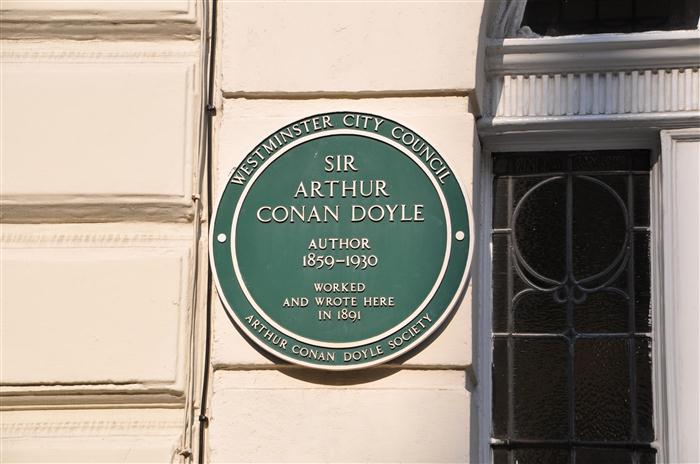 WESTMINSTER CITY COUNCIL
SIR
ARTHUR
CONAN DOYLE
AUTHOR
1859–1930
WORKED
AND WROTE HERE
IN 1891
ARTHUR CONAN DOYLE SOCIETY